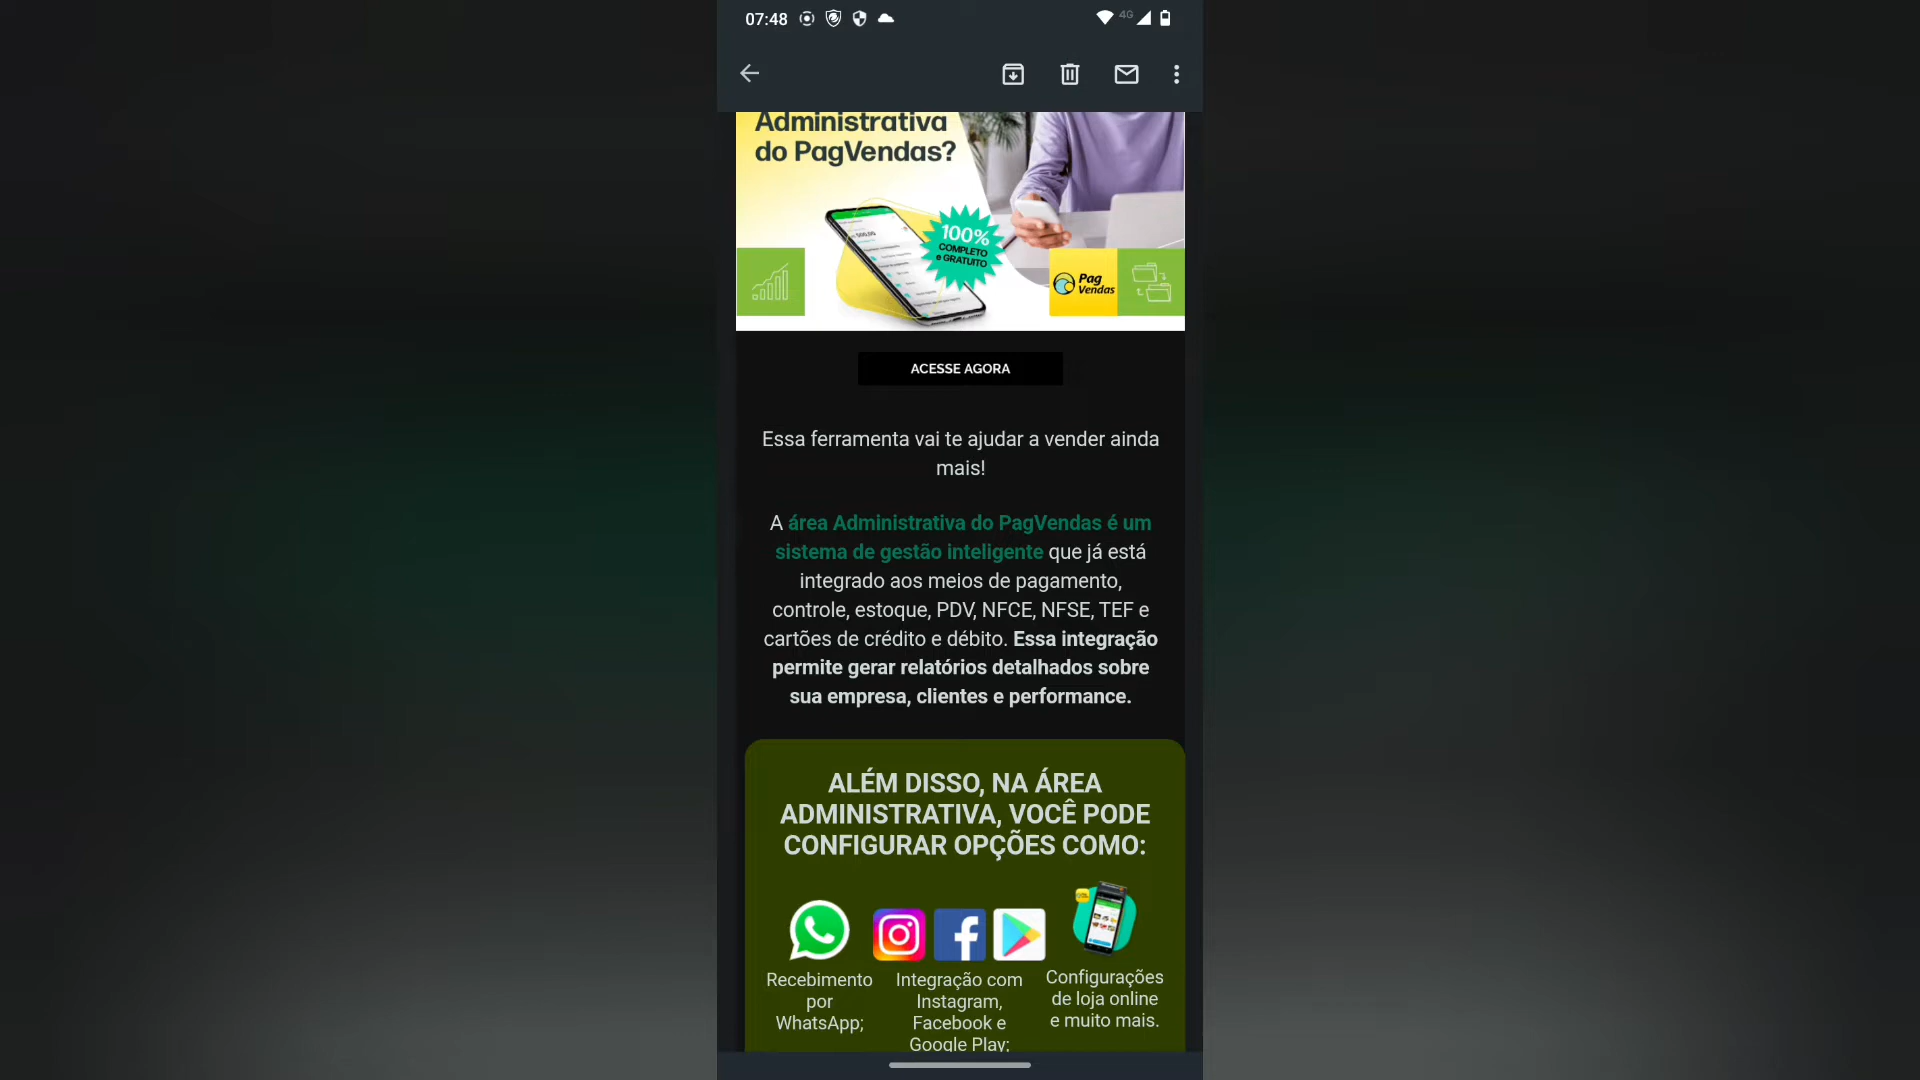 07:48
4G
Administrativa
do PagVendas?
500,00
100%
COMPLETO
e GRATUITO
Pag
Vendas
ACESSE AGORA
Essa ferramenta vai te ajudar a vender ainda
mais!
A área Administrativa do PagVendas é um
sistema de gestão inteligente que já está
integrado aos meios de pagamento,
controle, estoque, PDV, NFCE, NFSE, TEF e
cartões de crédito e débito. Essa integração
permite gerar relatórios detalhados sobre
sua empresa, clientes e performance.
ALÉM DISSO, NA ÁREA
ADMINISTRATIVA, VOCÊ PODE
CONFIGURAR OPÇÕES COMO:
Recebimento
por
WhatsApp;
Integração com
Instagram,
Facebook e
Google Play;
Configurações
de loja online
e muito mais.